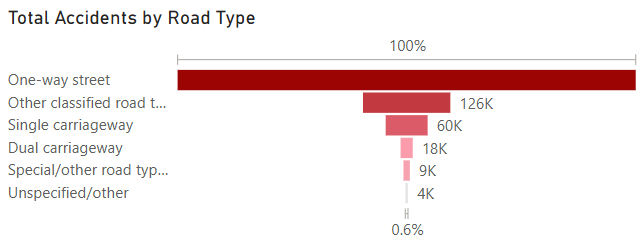 Total Accidents by Road Type
100%
One-way street
Other classified road t... 126K
Single carriageway 60K
Dual carriageway 18K
Special/other road typ... 9K
Unspecified/other 4K
0.6%